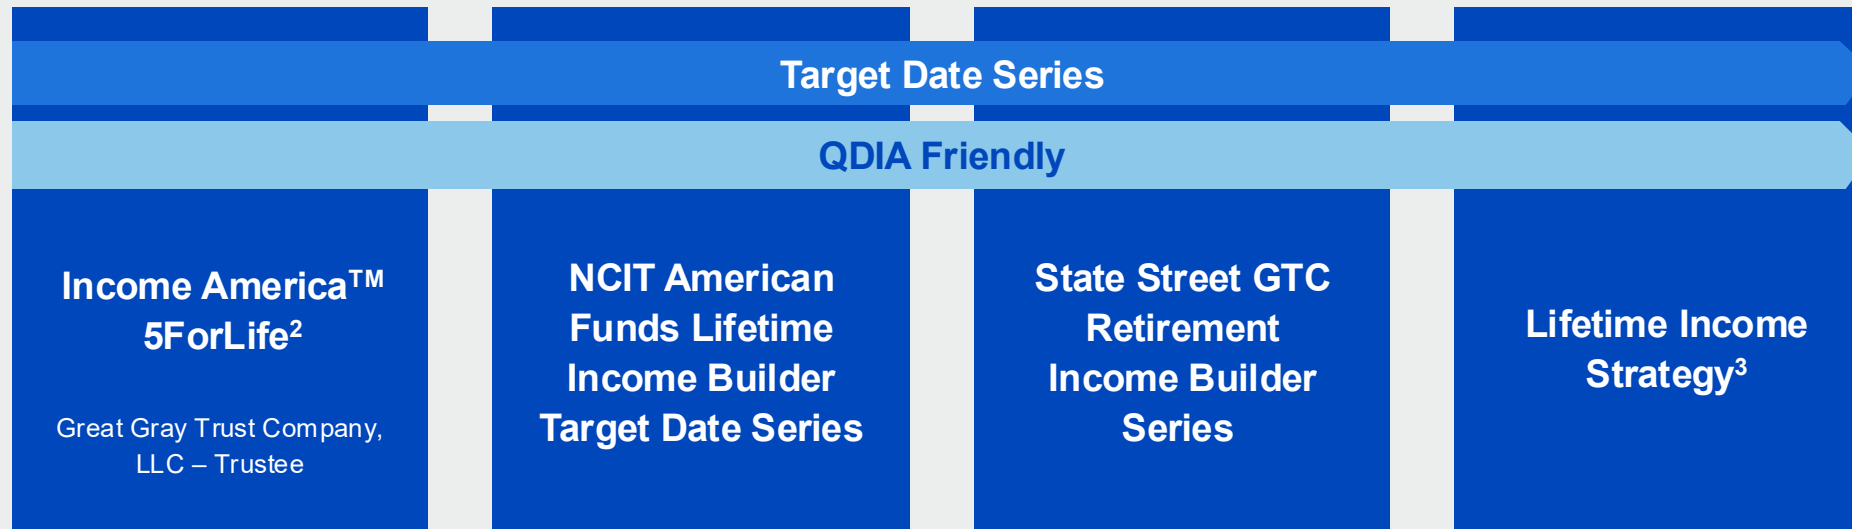 Target Date Series
QDIA Friendly
Income America™
5ForLife²
Great Gray Trust Company,
LLC – Trustee
NCIT American
Funds Lifetime
Income Builder
Target Date Series
State Street GTC
Retirement
Income Builder
Series
Lifetime Income
Strategy³